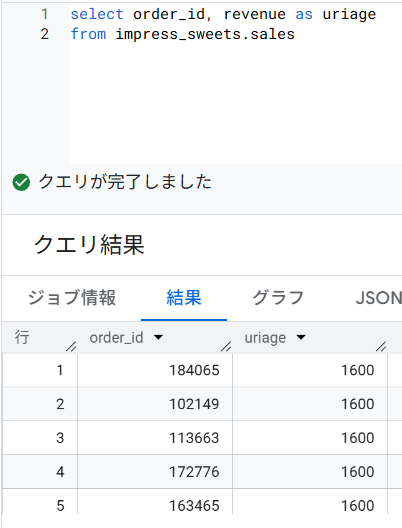 1 select order_id, revenue as uriage
2 from impress_sweets.sales
クエリが完了しました
クエリ結果
ジョブ情報 結果 グラフ JSON
行 order_id uriage
1 184065 1600
2 102149 1600
3 113663 1600
4 172776 1600
5 163465 1600